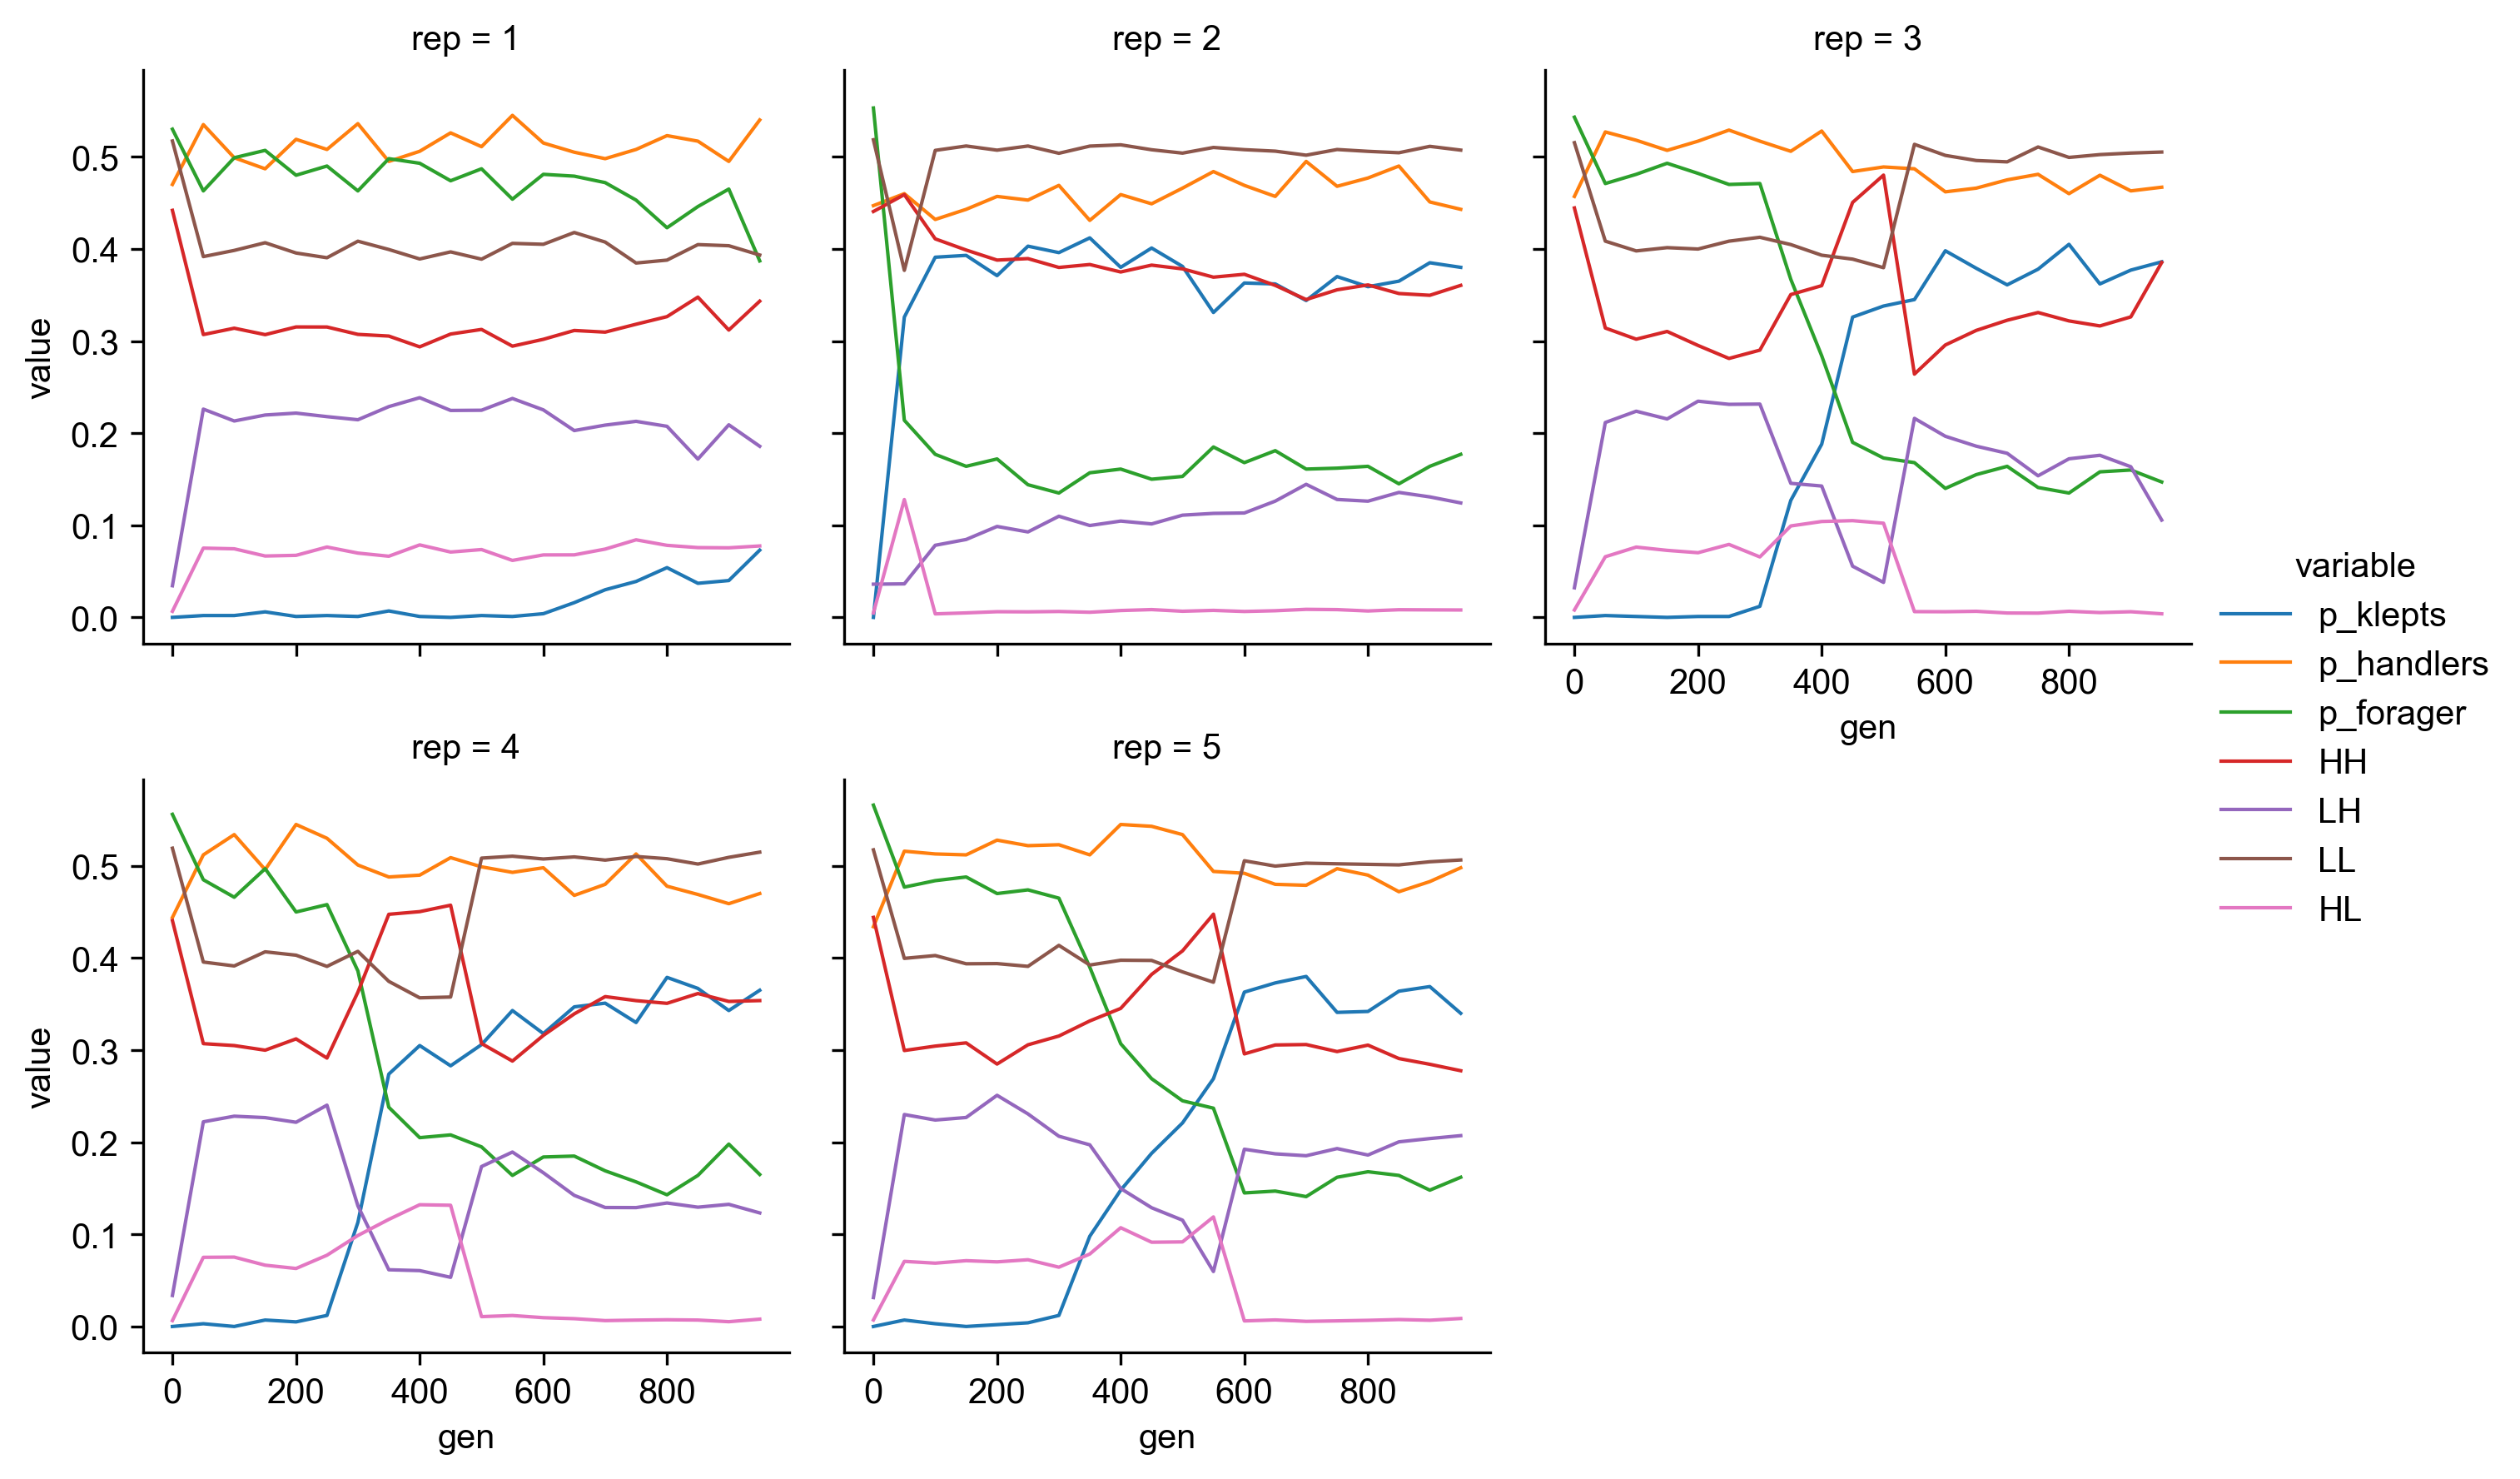 rep = 1
rep = 2
rep = 3
value
0.5
0.4
0.3
0.2
0.1
0.0
0 200 400 600 800
gen
variable
p_klepts
p_handlers
p_forager
HH
LH
LL
HL
rep = 4
rep = 5
value
0.5
0.4
0.3
0.2
0.1
0.0
0 200 400 600 800
gen
0 200 400 600 800
gen